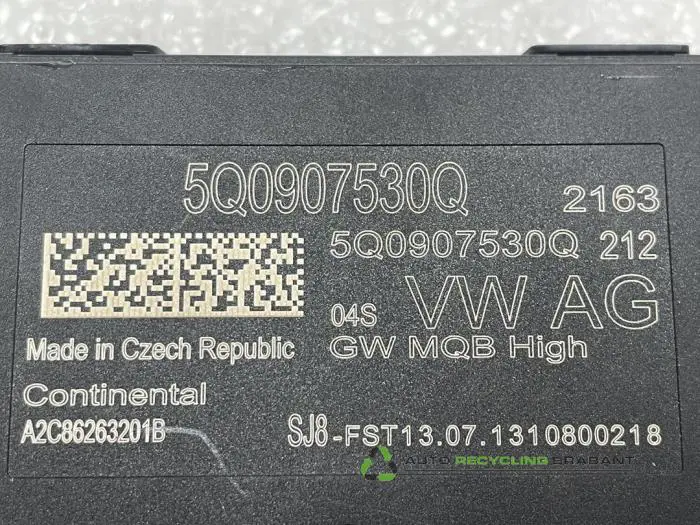 5Q0907530Q 2163
5Q0907530Q 212
04S VW AG
Made in Czech Republic GW MQB High
Continental
A2C86263201B SJ8-FST13.07.1310800218
AUTO RECYCLING BRABANT